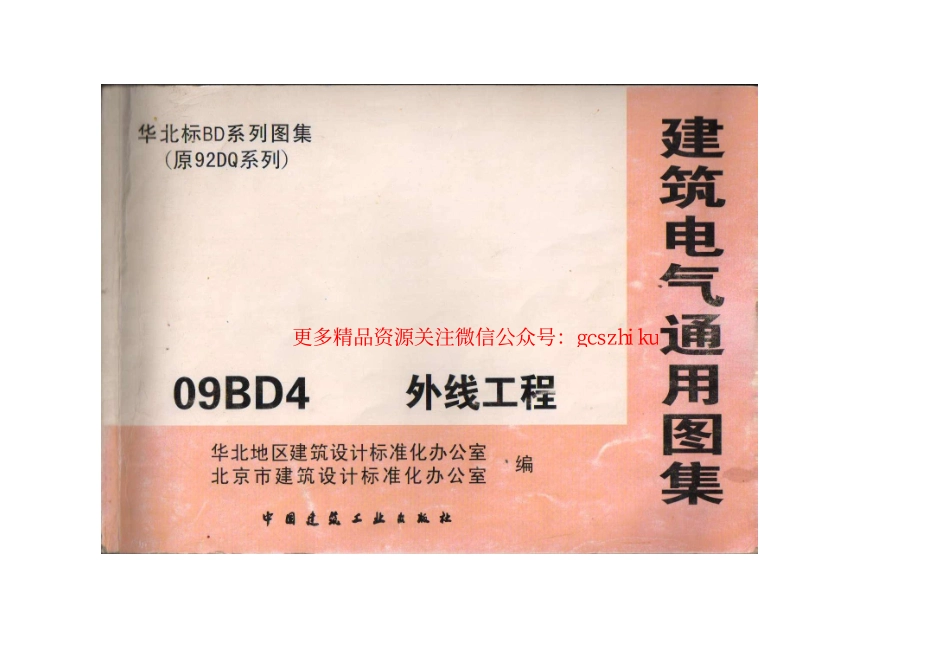 华北标BD系列图集
(原92DQ系列)
建筑电气通用图集
更多精品资源关注微信公众号：gcszhiku
09BD4 外线工程
华北地区建筑设计标准化办公室
北京市建筑设计标准化办公室
编
中国建筑工业出版社